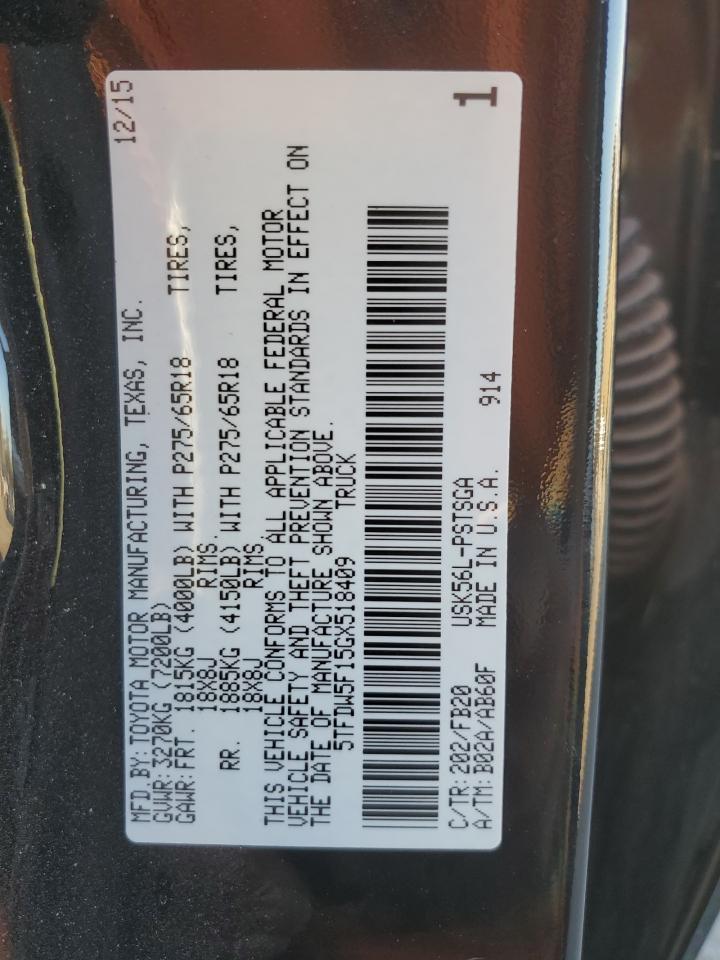 MFD. BY: TOYOTA MOTOR MANUFACTURING, TEXAS, INC. 12/15
GVWR: 3270KG (7200LB)
GAWR: FRT. 1815KG (4000LB) WITH P275/65R18 TIRES,
18X8J RIMS.
RR. 1885KG (4150LB) WITH P275/65R18 TIRES,
18X8J RIMS.
THIS VEHICLE CONFORMS TO ALL APPLICABLE FEDERAL MOTOR
VEHICLE SAFETY AND THEFT PREVENTION STANDARDS IN EFFECT ON
THE DATE OF MANUFACTURE SHOWN ABOVE.
5TFDW5F15GX518409 TRUCK
C/TR: 202/FB20 USK56L-PSTSGA 914
A/TM: B02A/AB60F MADE IN U.S.A. 1